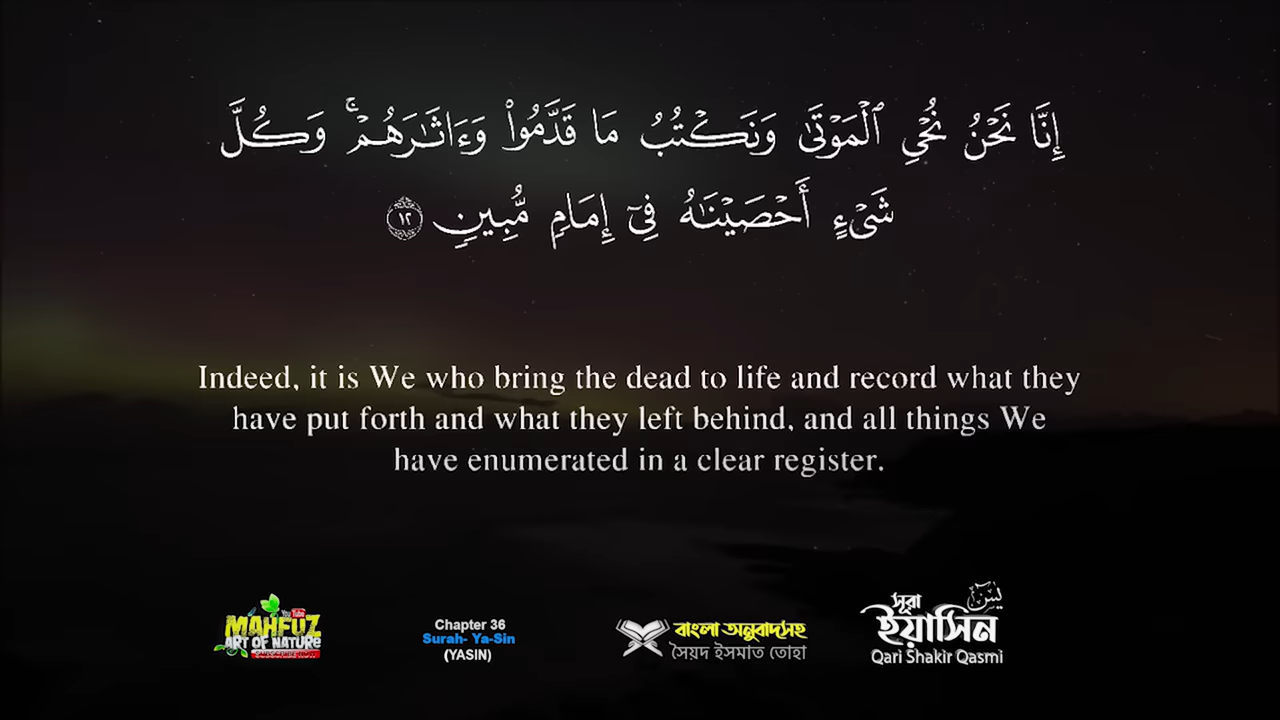 إِنَّا نَحْنُ نُحْيِ ٱلْمَوْتَىٰ وَنَكْتُبُ مَا قَدَّمُوا۟ وَءَاثَـٰرَهُمْ ۚ وَكُلَّ
شَىْءٍ أَحْصَيْنَـٰهُ فِىٓ إِمَامٍ مُّبِينٍ ١٢
Indeed, it is We who bring the dead to life and record what they
have put forth and what they left behind, and all things We
have enumerated in a clear register.
You Tube
MAHFUZ
ART OF NATURE
Chapter 36
Surah- Ya-Sin
(YASIN)
বাংলা অনুবাদসহ
সৈয়দ ইসমাত তোহা
يسٓ
সূরা
ইয়াসিন
Qari Shakir Qasmi